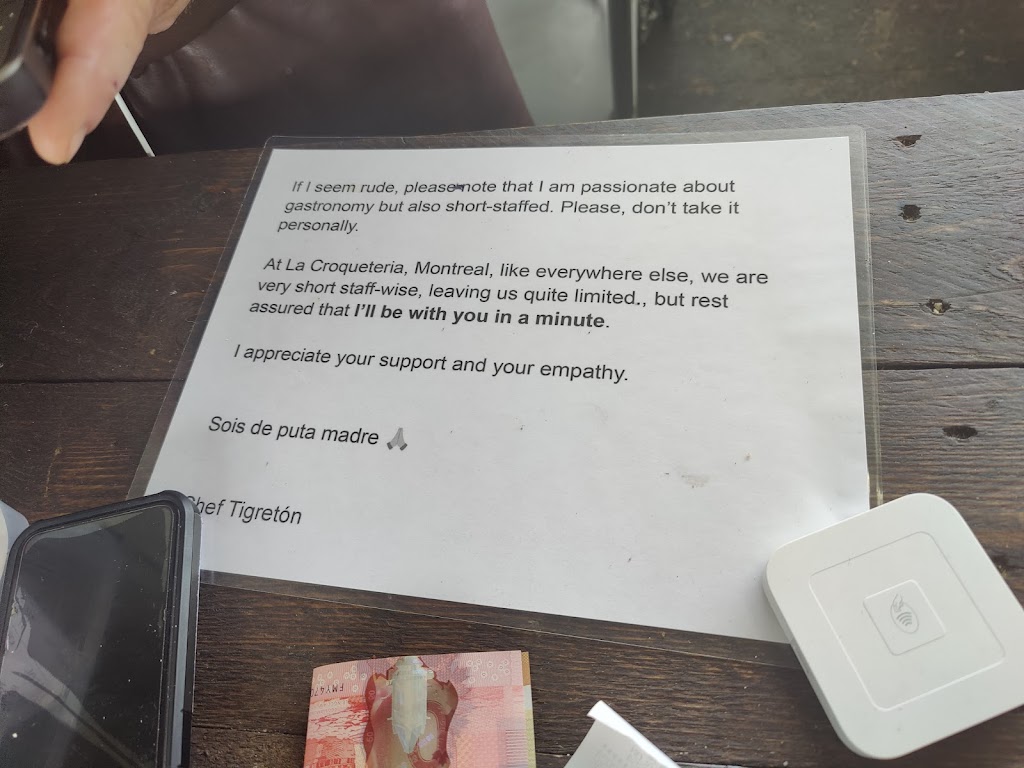 If I seem rude, please note that I am passionate about
gastronomy but also short-staffed. Please, don't take it
personally.
At La Croqueteria, Montreal, like everywhere else, we are
very short staff-wise, leaving us quite limited., but rest
assured that I'll be with you in a minute.
I appreciate your support and your empathy.
Sois de puta madre 🙏
Chef Tigretón